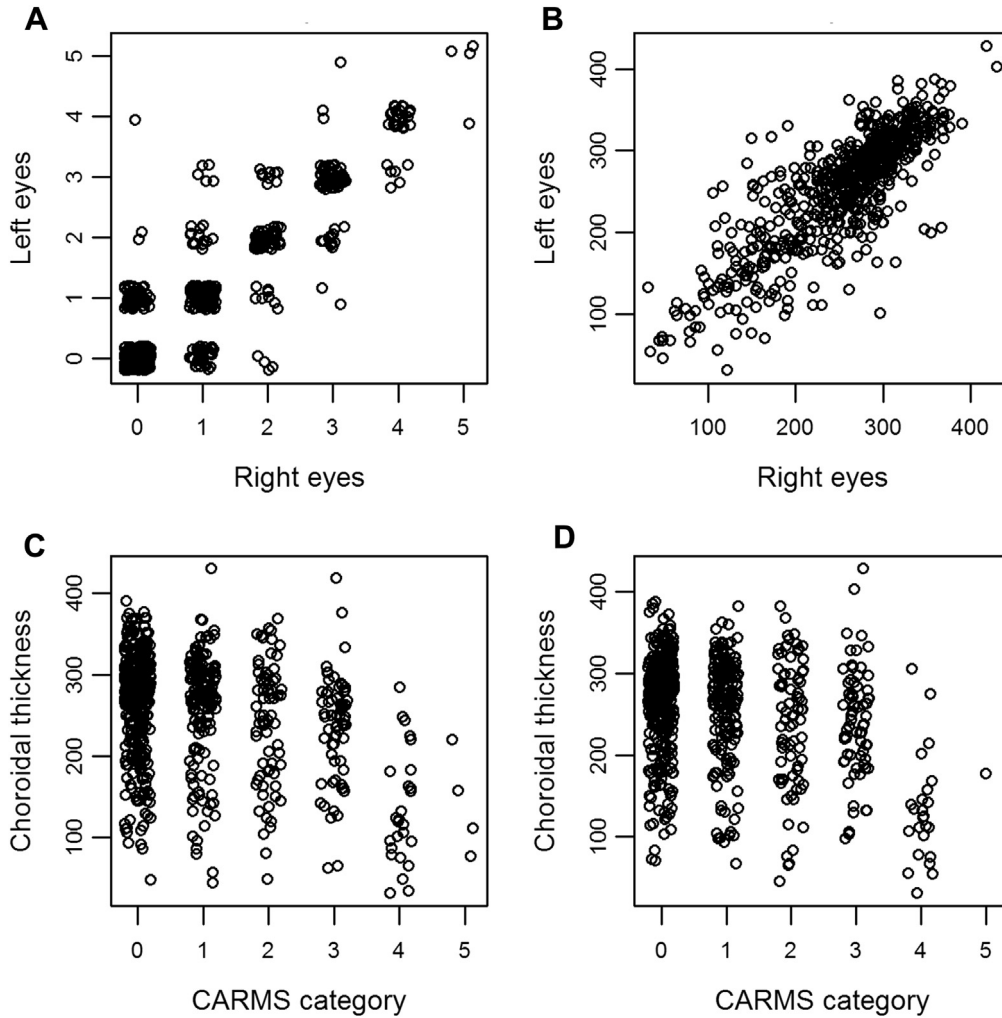 A
Left eyes
5
4
3
2
1
0
0 1 2 3 4 5
Right eyes
B
Left eye
400
300
200
100
100 200 300 400
Right eyes
C
Choroidal thickness
400
300
200
100
0 1 2 3 4 5
CARMS category
D
Choroidal thickness
400
300
200
100
0 1 2 3 4 5
CARMS category